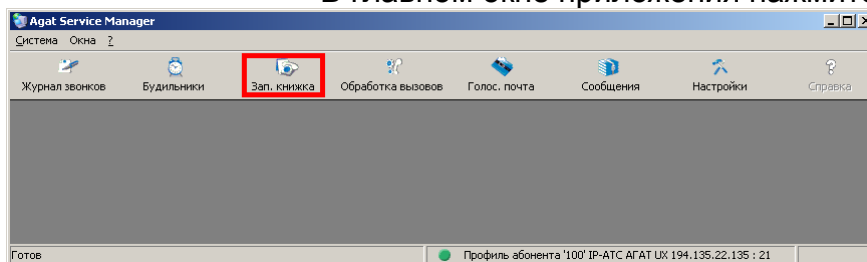 В главном окне приложения нажмите
Agat Service Manager
Система Окна ?
Журнал звонков Будильники Зап. книжка Обработка вызовов Голос. почта Сообщения Настройки Справка
Готов Профиль абонента '100' IP-АТС АГАТ UX 194.135.22.135 : 21